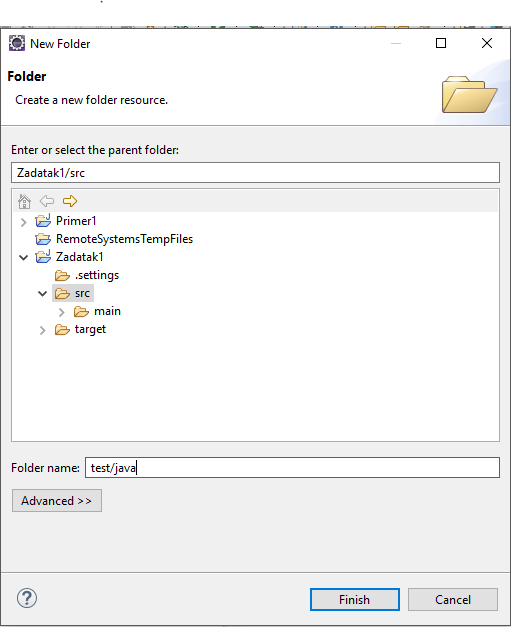 New Folder
Folder
Create a new folder resource.
Enter or select the parent folder:
Zadatak1/src
Primer1
RemoteSystemsTempFiles
Zadatak1
.settings
src
main
target
Folder name: test/java
Advanced >>
Finish Cancel